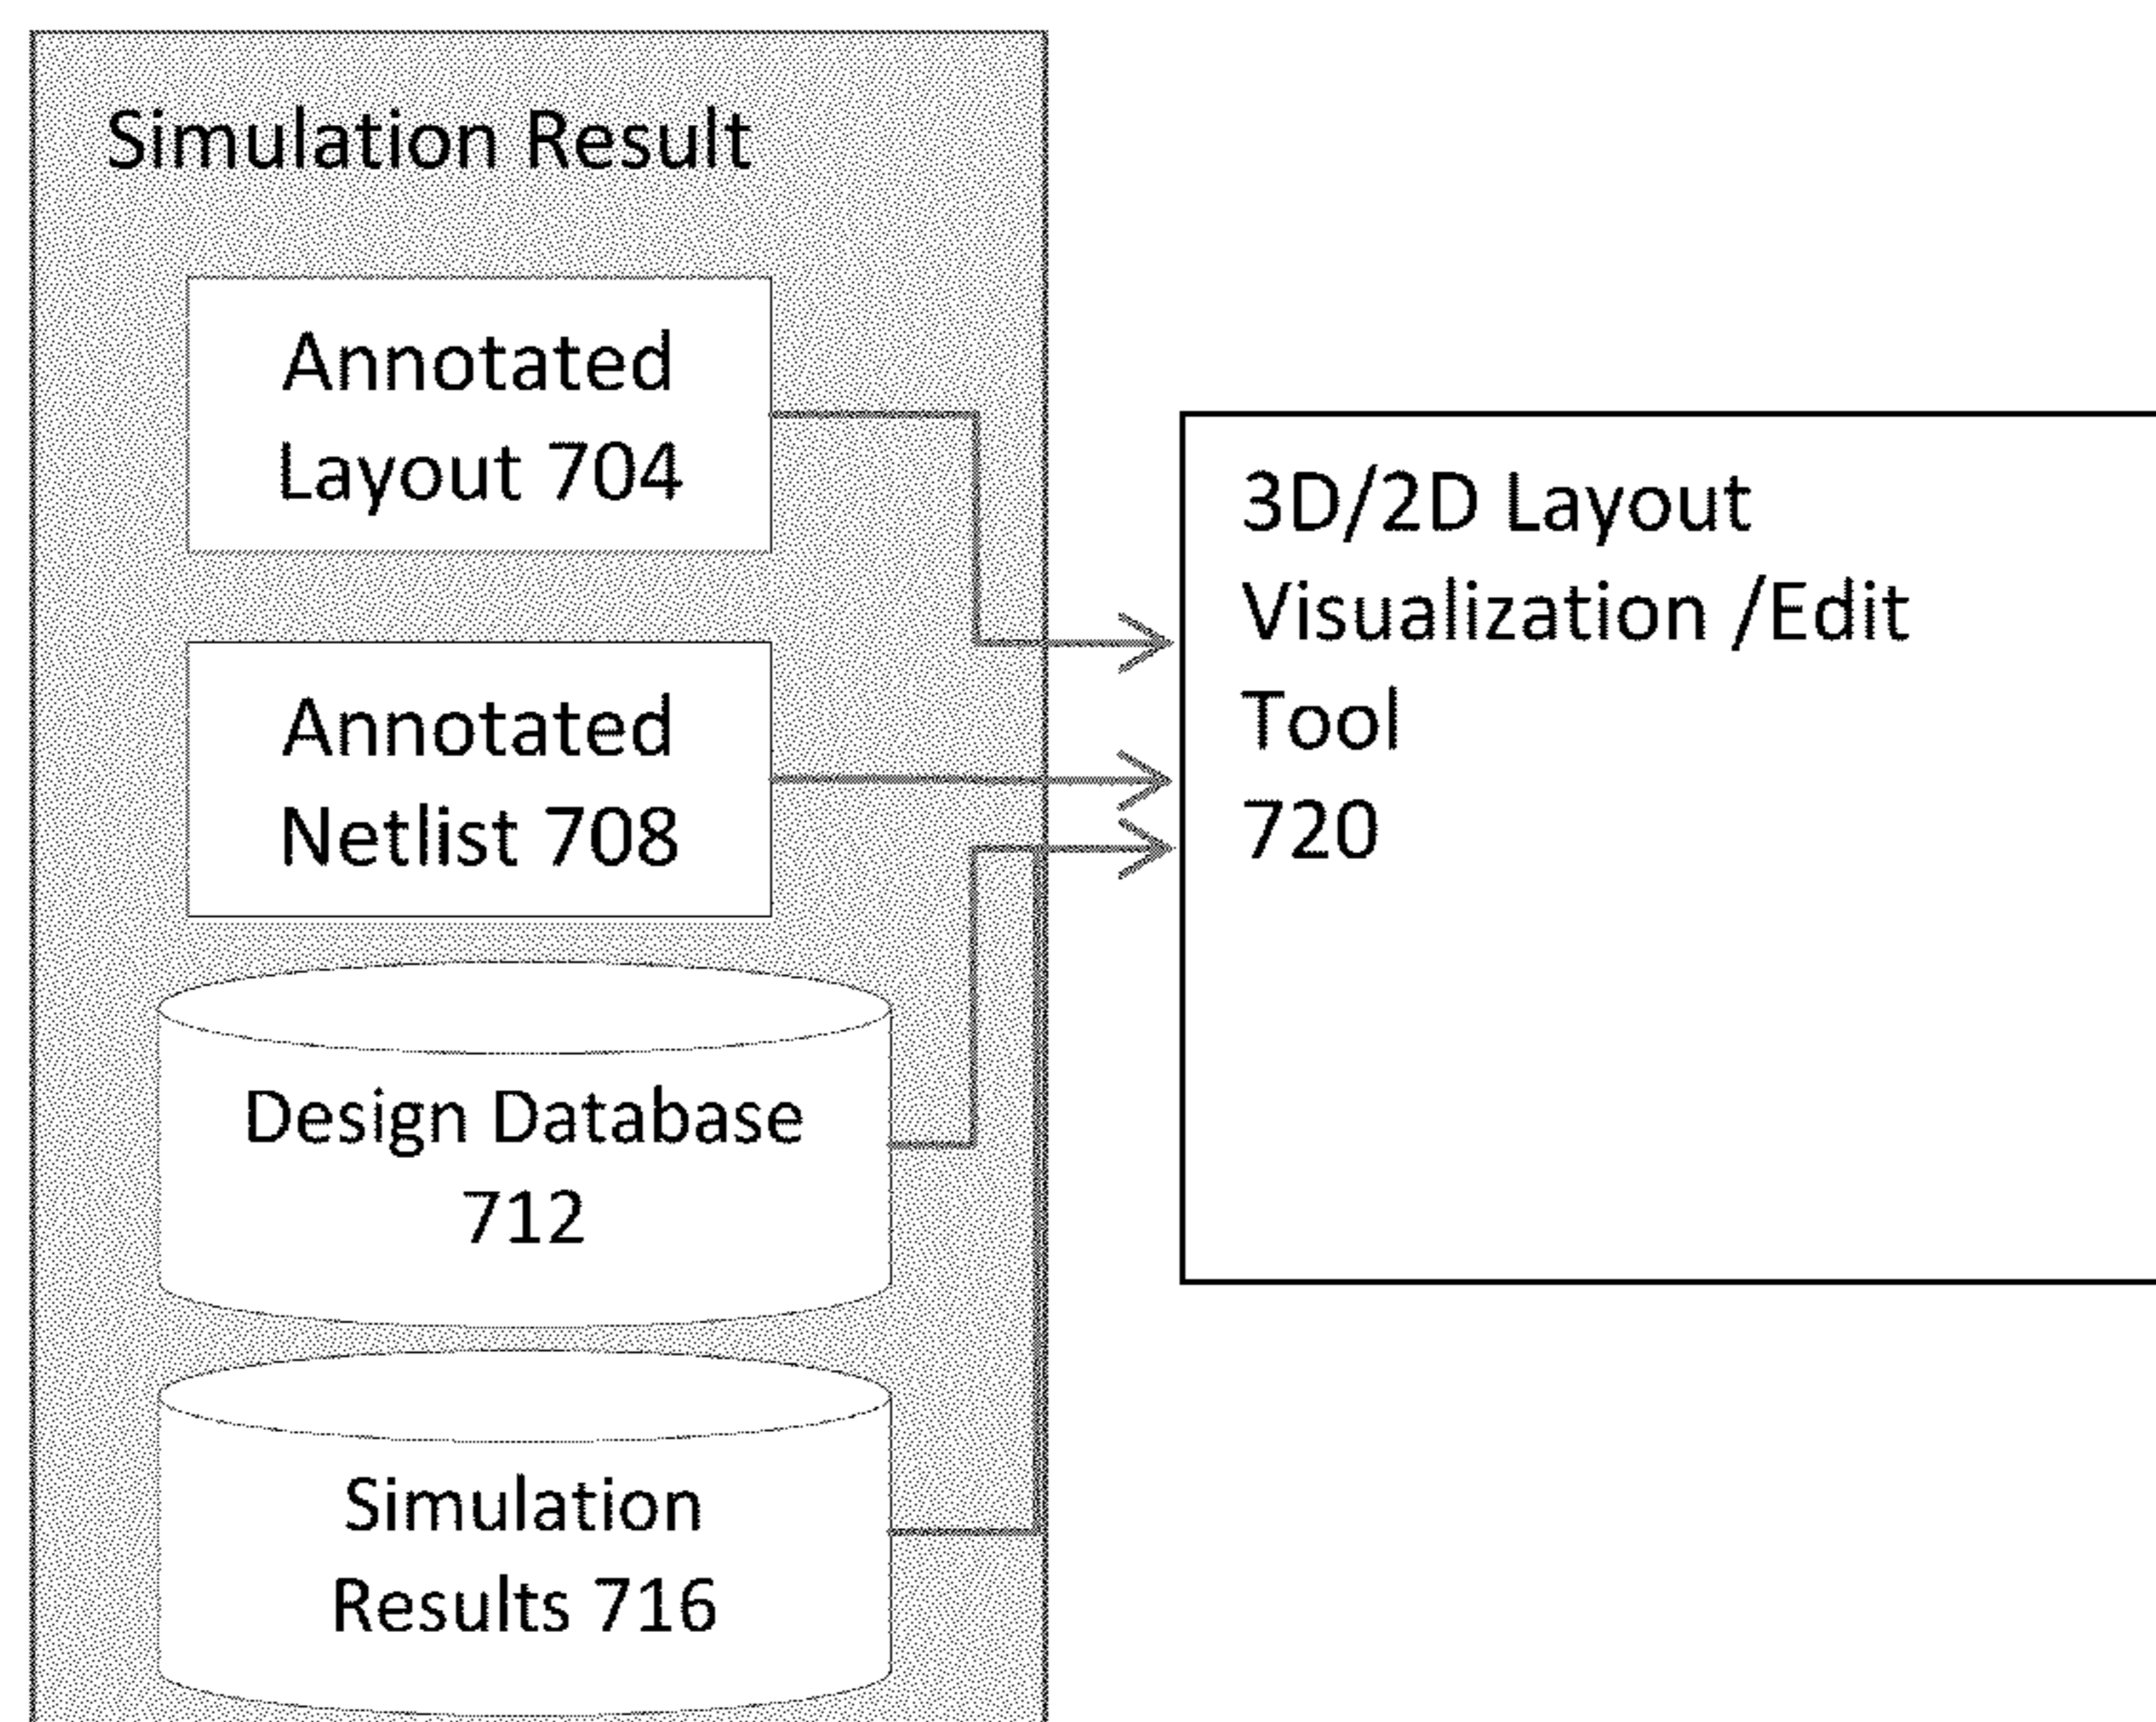 Simulation Result
Annotated
Layout 704
Annotated
Netlist 708
Design Database
712
Simulation
Results 716
3D/2D Layout
Visualization /Edit
Tool
720